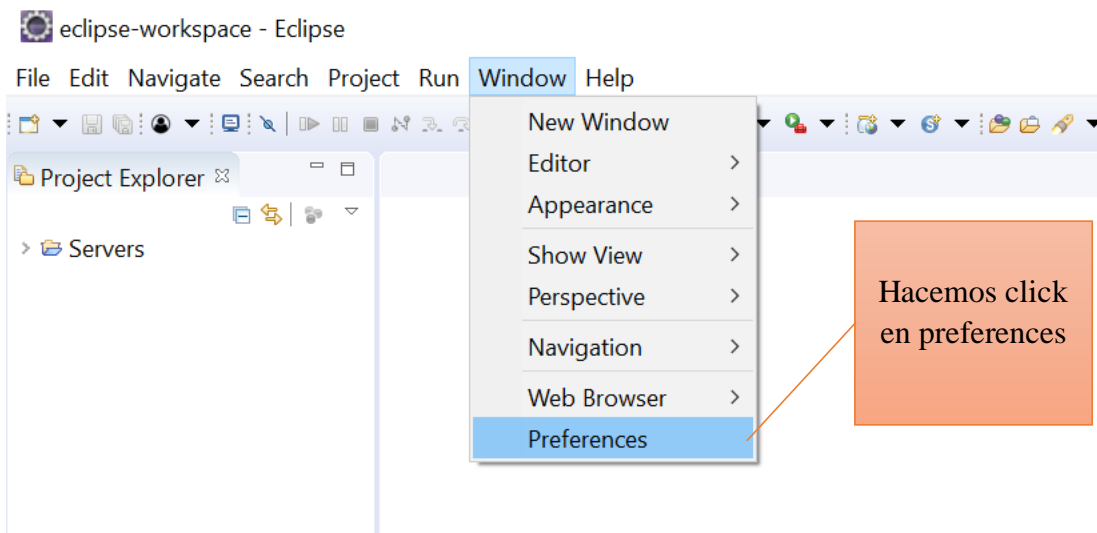 eclipse-workspace - Eclipse
File Edit Navigate Search Project Run Window Help
New Window
Editor
Appearance
Show View
Perspective
Navigation
Web Browser
Preferences
Project Explorer
Servers
Hacemos click
en preferences